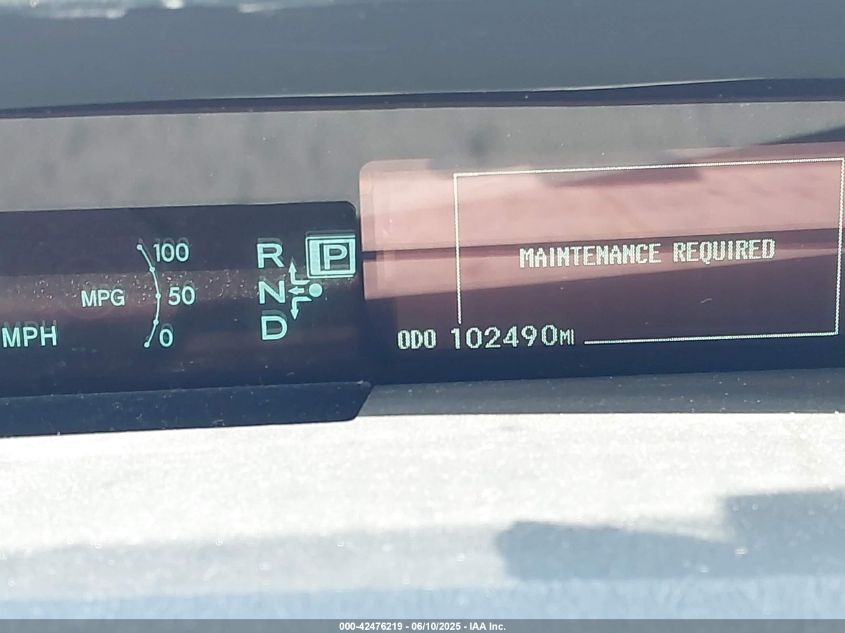 100
MPG 50
MPH 0
R P
N
D
MAINTENANCE REQUIRED
ODO 102490MI
000-42476219 - 06/10/2025 - IAA Inc.